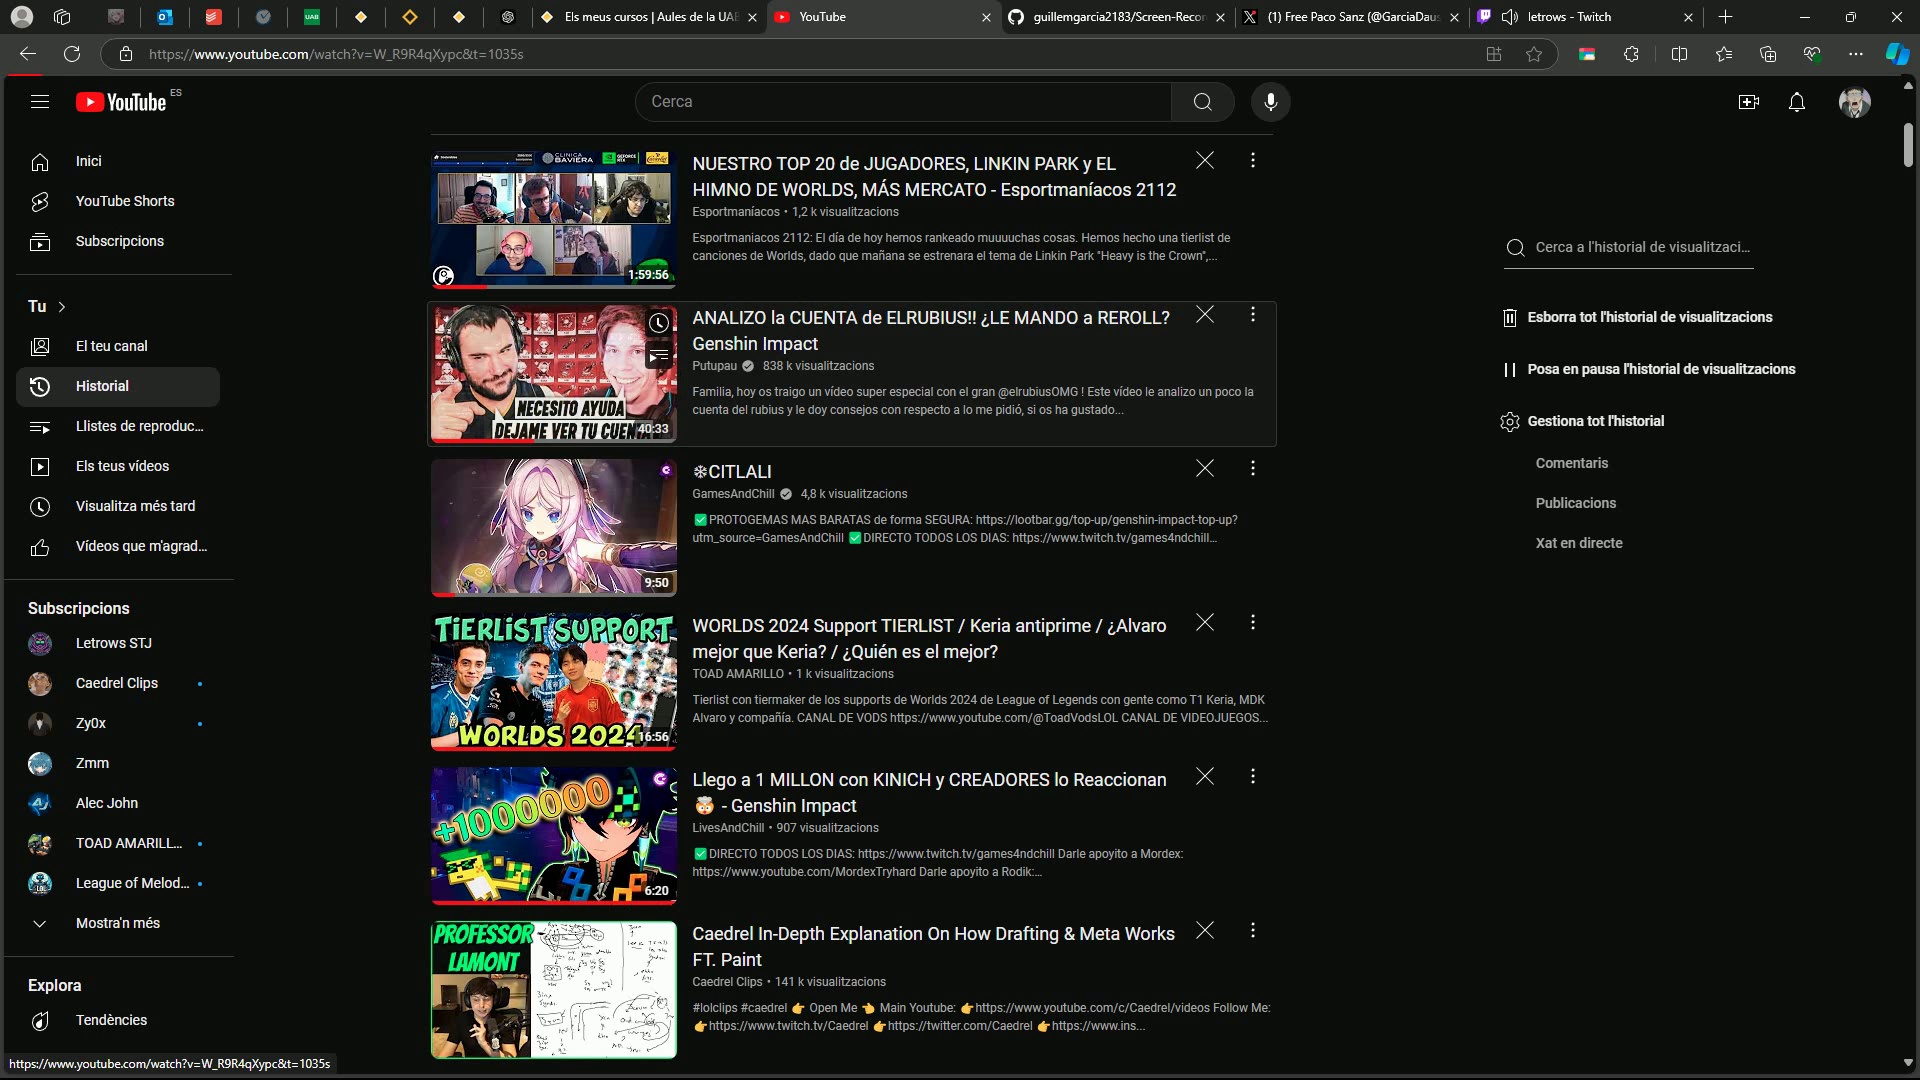 Els meus cursos | Aules de la UAB
YouTube
guillemgarcia2183/Screen-Recor
(1) Free Paco Sanz (@GarciaDaus
letrows - Twitch
https://www.youtube.com/watch?v=W_R9R4qXypc&t=1035s
YouTube ES
Cerca
Inici
YouTube Shorts
Subscripcions
Tu
El teu canal
Historial
Llistes de reproduc...
Els teus vídeos
Visualitza més tard
Vídeos que m'agrad...
Subscripcions
Letrows STJ
Caedrel Clips
Zy0x
Zmm
Alec John
TOAD AMARILL...
League of Melod...
Mostra'n més
Explora
Tendències
https://www.youtube.com/watch?v=W_R9R4qXypc&t=1035s
CLINICA BAVIERA
1:59:56
NUESTRO TOP 20 de JUGADORES, LINKIN PARK y EL
HIMNO DE WORLDS, MÁS MERCATO - Esportmaníacos 2112
Esportmaníacos • 1,2 k visualitzacions
Esportmaniacos 2112: El día de hoy hemos rankeado muuuuchas cosas. Hemos hecho una tierlist de
canciones de Worlds, dado que mañana se estrenara el tema de Linkin Park "Heavy is the Crown",...
NECESITO AYUDA
DEJAME VER TU CUENTA
40:33
ANALIZO la CUENTA de ELRUBIUS!! ¿LE MANDO a REROLL?
Genshin Impact
Putupau 838 k visualitzacions
Familia, hoy os traigo un vídeo super especial con el gran @elrubiusOMG ! Este vídeo le analizo un poco la
cuenta del rubius y le doy consejos con respecto a lo me pidió, si os ha gustado...
9:50
❄CITLALI
GamesAndChill 4,8 k visualitzacions
✅PROTOGEMAS MAS BARATAS de forma SEGURA: https://lootbar.gg/top-up/genshin-impact-top-up?
utm_source=GamesAndChill ✅DIRECTO TODOS LOS DIAS: https://www.twitch.tv/games4ndchill...
TIERLIST SUPPORT
WORLDS 2024
16:56
WORLDS 2024 Support TIERLIST / Keria antiprime / ¿Alvaro
mejor que Keria? / ¿Quién es el mejor?
TOAD AMARILLO • 1 k visualitzacions
Tierlist con tiermaker de los supports de Worlds 2024 de League of Legends con gente como T1 Keria, MDK
Alvaro y compañía. CANAL DE VODS https://www.youtube.com/@ToadVodsLOL CANAL DE VIDEOJUEGOS...
+1000000
6:20
Llego a 1 MILLON con KINICH y CREADORES lo Reaccionan
🤯 - Genshin Impact
LivesAndChill • 907 visualitzacions
✅DIRECTO TODOS LOS DIAS: https://www.twitch.tv/games4ndchill Darle apoyito a Mordex:
https://www.youtube.com/MordexTryhard Darle apoyito a Rodik:...
PROFESSOR
LAMONT
Caedrel In-Depth Explanation On How Drafting & Meta Works
FT. Paint
Caedrel Clips • 141 k visualitzacions
#lolclips #caedrel 👉 Open Me 👈 Main Youtube: 👉https://www.youtube.com/c/Caedrel/videos Follow Me:
👉https://www.twitch.tv/Caedrel 👉https://twitter.com/Caedrel 👉https://www.ins...
Cerca a l'historial de visualitzaci...
Esborra tot l'historial de visualitzacions
Posa en pausa l'historial de visualitzacions
Gestiona tot l'historial
Comentaris
Publicacions
Xat en directe